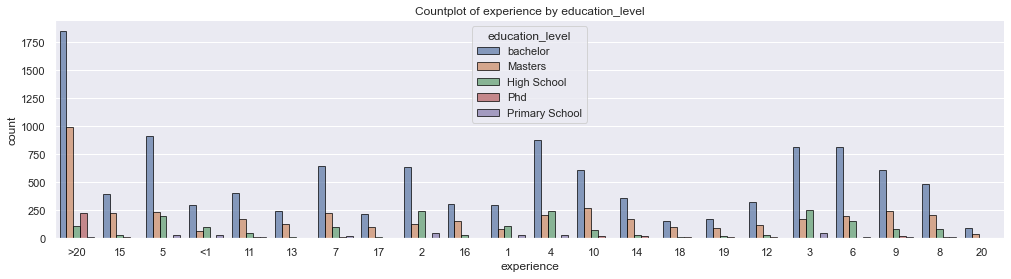 Countplot of experience by education_level
education_level
bachelor
Masters
High School
Phd
Primary School
count
1750
1500
1250
1000
750
500
250
0
>20 15 5 <1 11 13 7 17 2 16 1 4 10 14 18 19 12 3 6 9 8 20
experience